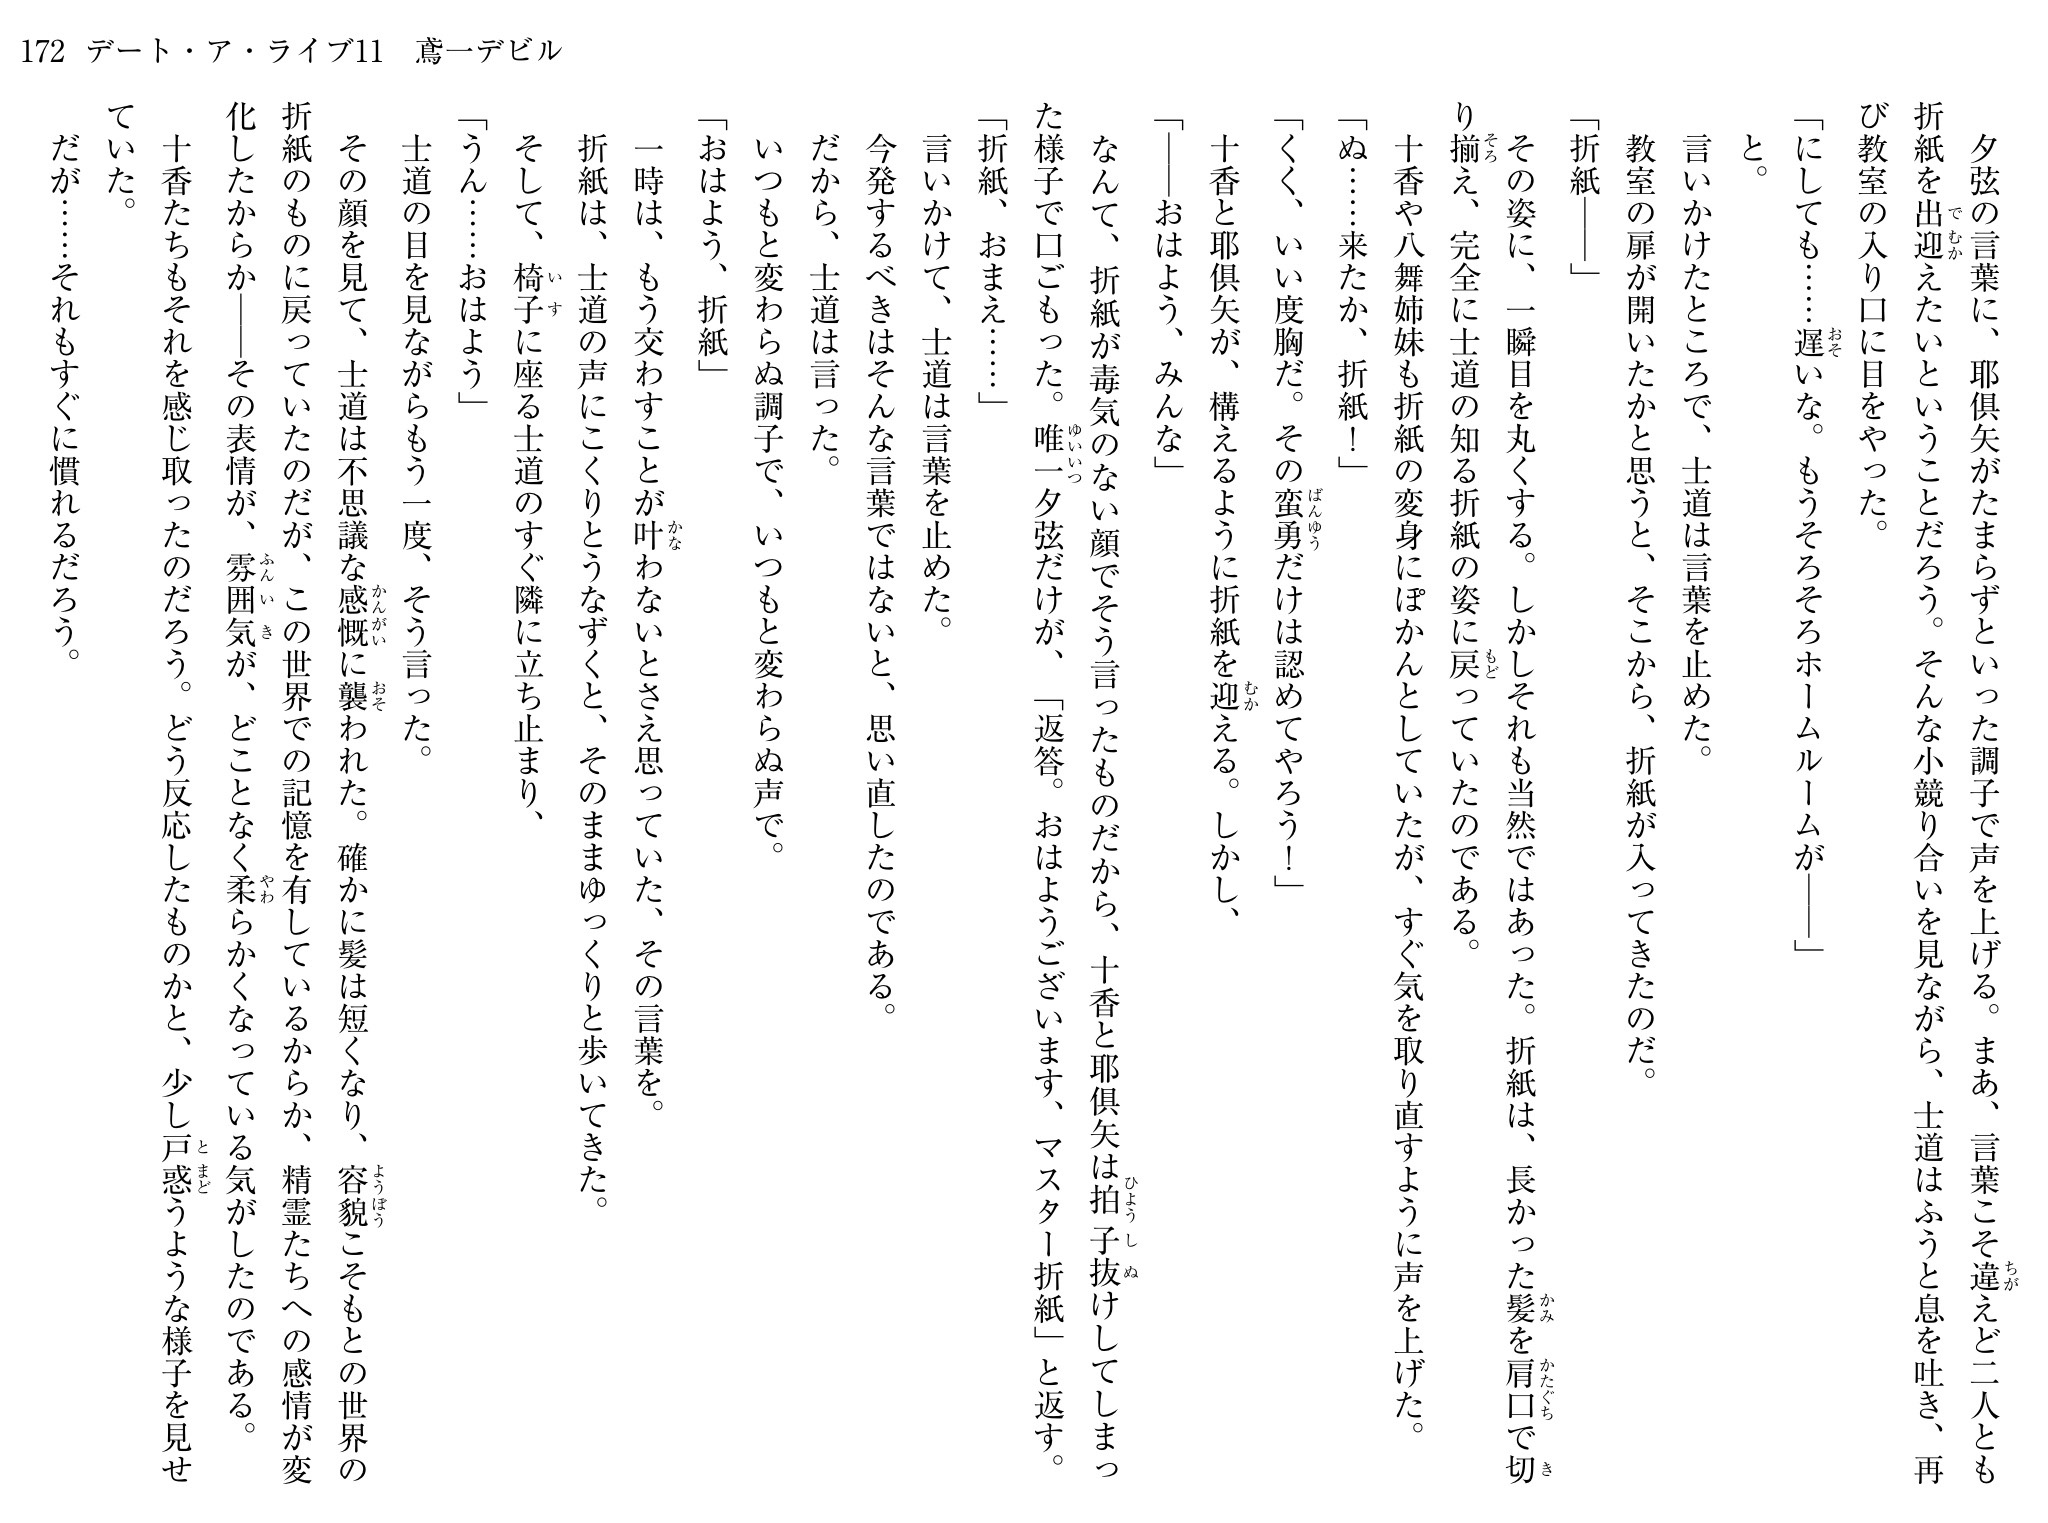 172 デート・ア・ライブ11　鳶一デビル
　夕弦の言葉に、耶倶矢がたまらずといった調子で声を上げる。まあ、言葉こそ違えど二人とも
折紙を出迎えたいということだろう。そんな小競り合いを見ながら、士道はふうと息を吐き、再
び教室の入り口に目をやった。
「にしても……遅いな。もうそろそろホームルームが――」
　と。
　言いかけたところで、士道は言葉を止めた。
　教室の扉が開いたかと思うと、そこから、折紙が入ってきたのだ。
「折紙――」
　その姿に、一瞬目を丸くする。しかしそれも当然ではあった。折紙は、長かった髪を肩口で切
り揃え、完全に士道の知る折紙の姿に戻っていたのである。
　十香や八舞姉妹も折紙の変身にぽかんとしていたが、すぐ気を取り直すように声を上げた。
「ぬ……来たか、折紙！」
「くく、いい度胸だ。その蛮勇だけは認めてやろう！」
　十香と耶倶矢が、構えるように折紙を迎える。しかし、
「――おはよう、みんな」
　なんて、折紙が毒気のない顔でそう言ったものだから、十香と耶倶矢は拍子抜けしてしまっ
た様子で口ごもった。唯一夕弦だけが、「返答。おはようございます、マスター折紙」と返す。
「折紙、おまえ……」
　言いかけて、士道は言葉を止めた。
　今発するべきはそんな言葉ではないと、思い直したのである。
　だから、士道は言った。
　いつもと変わらぬ調子で、いつもと変わらぬ声で。
「おはよう、折紙」
　一時は、もう交わすことが叶わないとさえ思っていた、その言葉を。
　折紙は、士道の声にこくりとうなずくと、そのままゆっくりと歩いてきた。
　そして、椅子に座る士道のすぐ隣に立ち止まり、
「うん……おはよう」
　士道の目を見ながらもう一度、そう言った。
　その顔を見て、士道は不思議な感慨に襲われた。確かに髪は短くなり、容貌こそもとの世界の
折紙のものに戻っていたのだが、この世界での記憶を有しているからか、精霊たちへの感情が変
化したからか――その表情が、雰囲気が、どことなく柔らかくなっている気がしたのである。
　十香たちもそれを感じ取ったのだろう。どう反応したものかと、少し戸惑うような様子を見せ
ていた。
　だが……それもすぐに慣れるだろう。